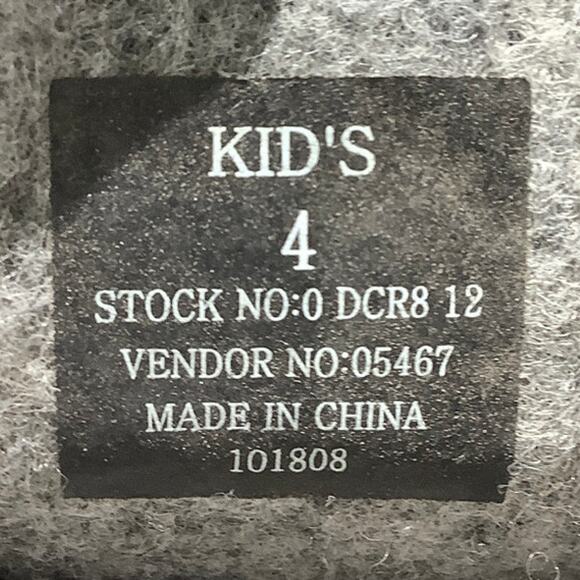 KID'S
4
STOCK NO:0 DCR8 12
VENDOR NO:05467
MADE IN CHINA
101808